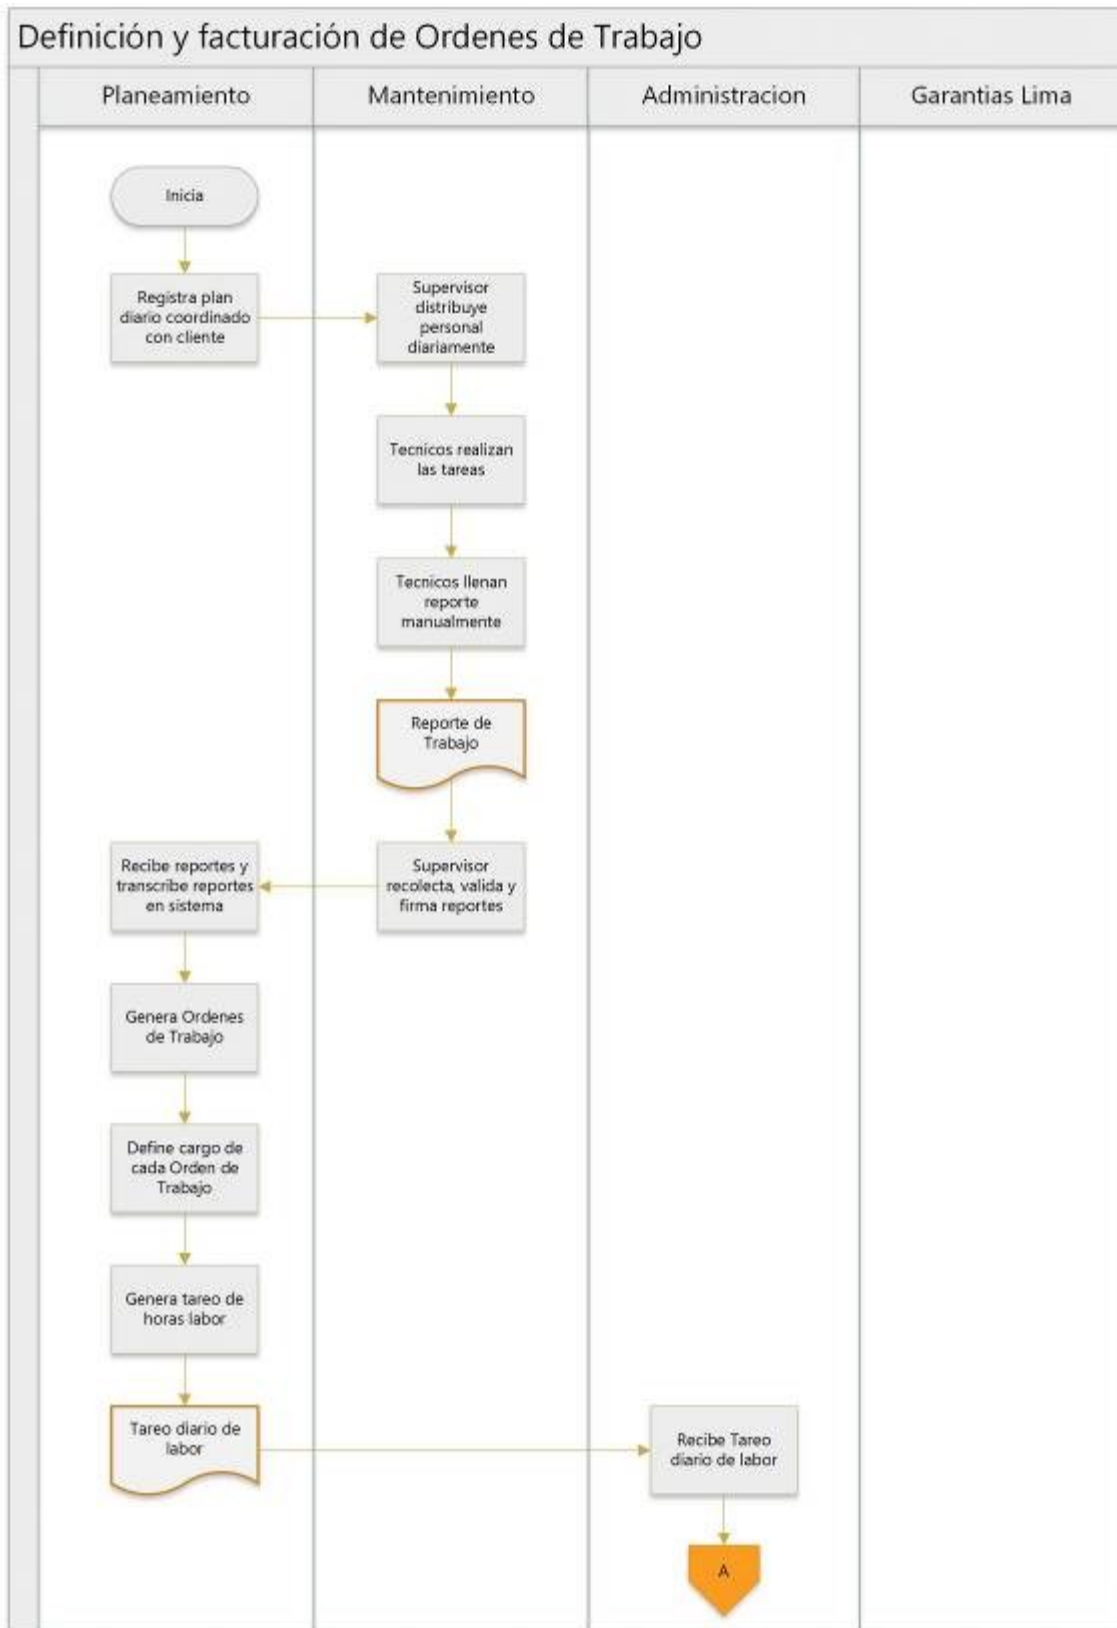 Definición y facturación de Ordenes de Trabajo
Planeamiento
Mantenimiento
Administracion
Garantias Lima
Inicia
Registra plan
diario coordinado
con cliente
Supervisor
distribuye
personal
diariamente
Tecnicos realizan
las tareas
Tecnicos llenan
reporte
manualmente
Reporte de
Trabajo
Supervisor
recolecta, valida y
firma reportes
Recibe reportes y
transcribe reportes
en sistema
Genera Ordenes
de Trabajo
Define cargo de
cada Orden de
Trabajo
Genera tareo de
horas labor
Tareo diario de
labor
Recibe Tareo
diario de labor
A